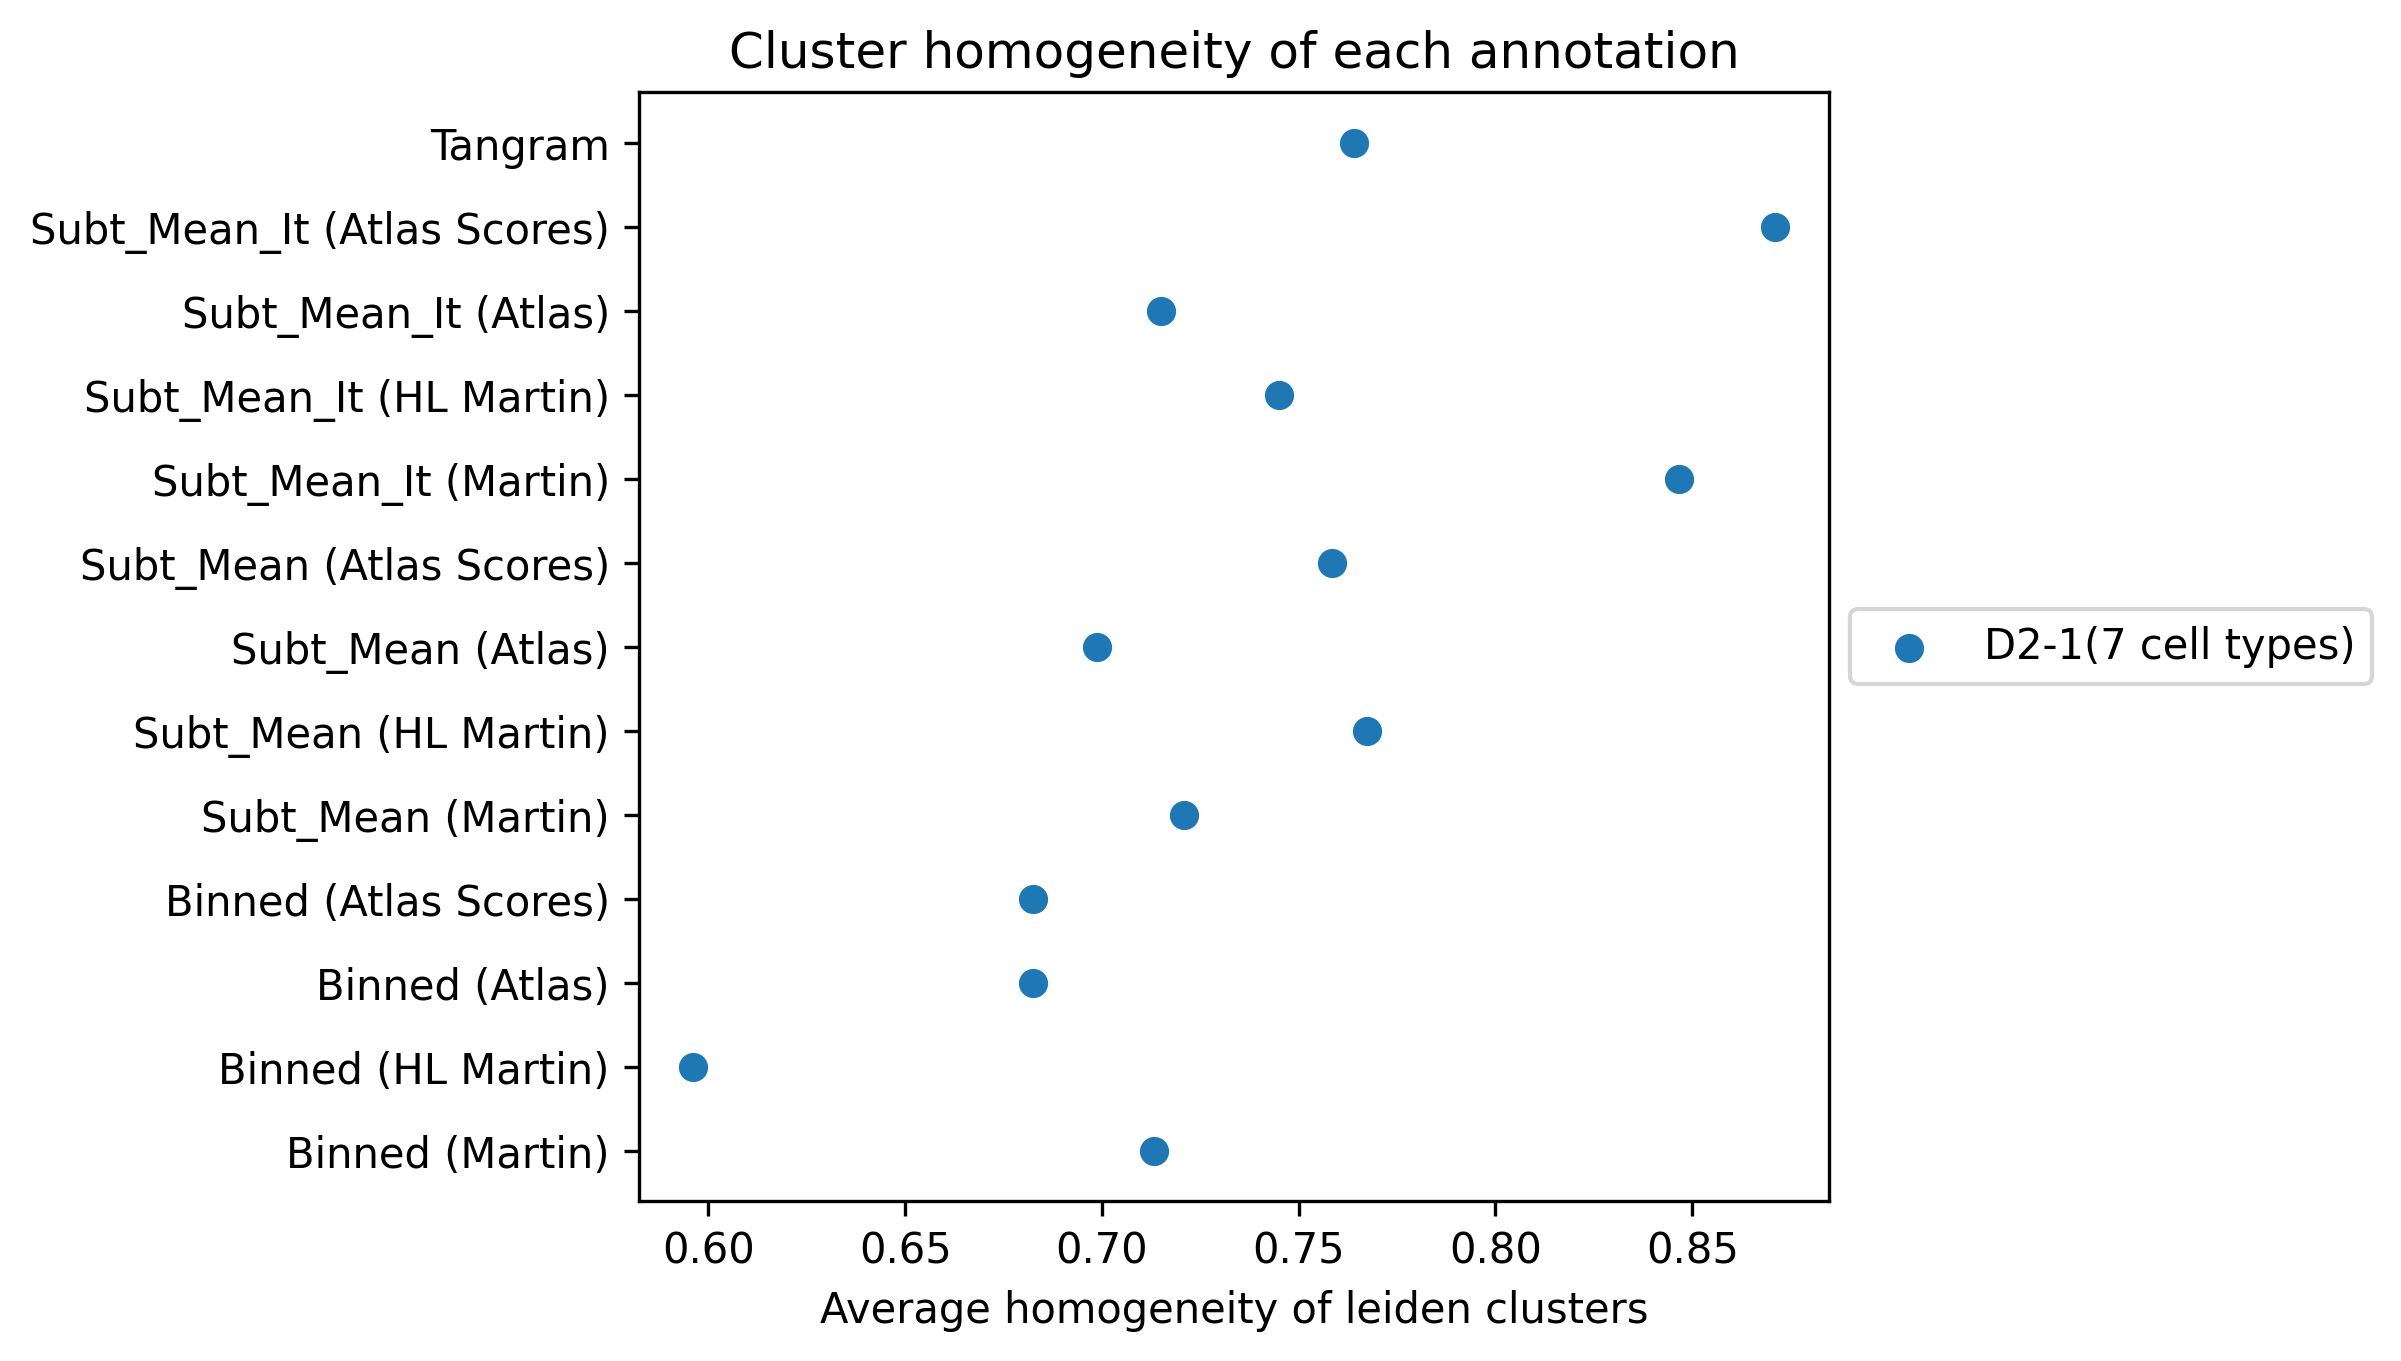 Cluster homogeneity of each annotation
Tangram
Subt_Mean_It (Atlas Scores)
Subt_Mean_It (Atlas)
Subt_Mean_It (HL Martin)
Subt_Mean_It (Martin)
Subt_Mean (Atlas Scores)
Subt_Mean (Atlas)
Subt_Mean (HL Martin)
Subt_Mean (Martin)
Binned (Atlas Scores)
Binned (Atlas)
Binned (HL Martin)
Binned (Martin)
0.60 0.65 0.70 0.75 0.80 0.85
Average homogeneity of leiden clusters
D2-1(7 cell types)